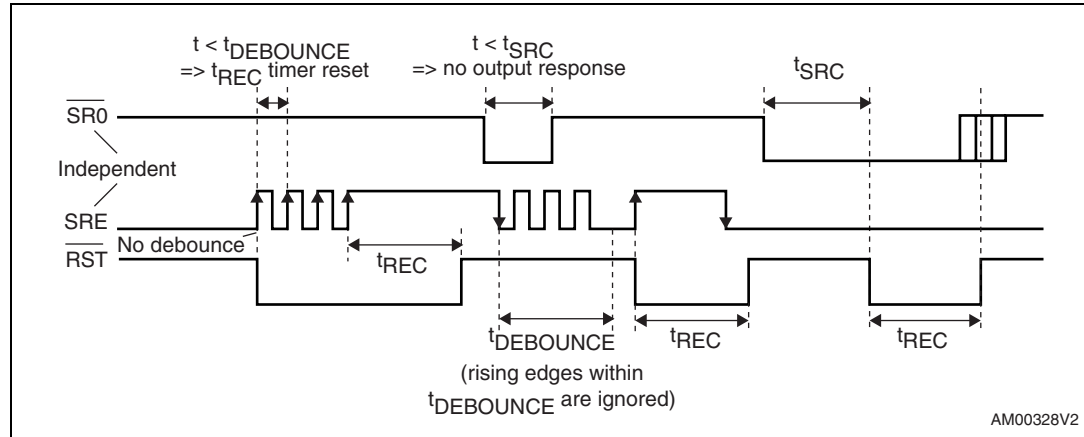 t < tDEBOUNCE
=> tREC timer reset
t < tSRC
=> no output response
tSRC
SR0
Independent
SRE
No debounce
RST
tREC
tDEBOUNCE
(rising edges within
tDEBOUNCE are ignored)
tREC
tREC
AM00328V2